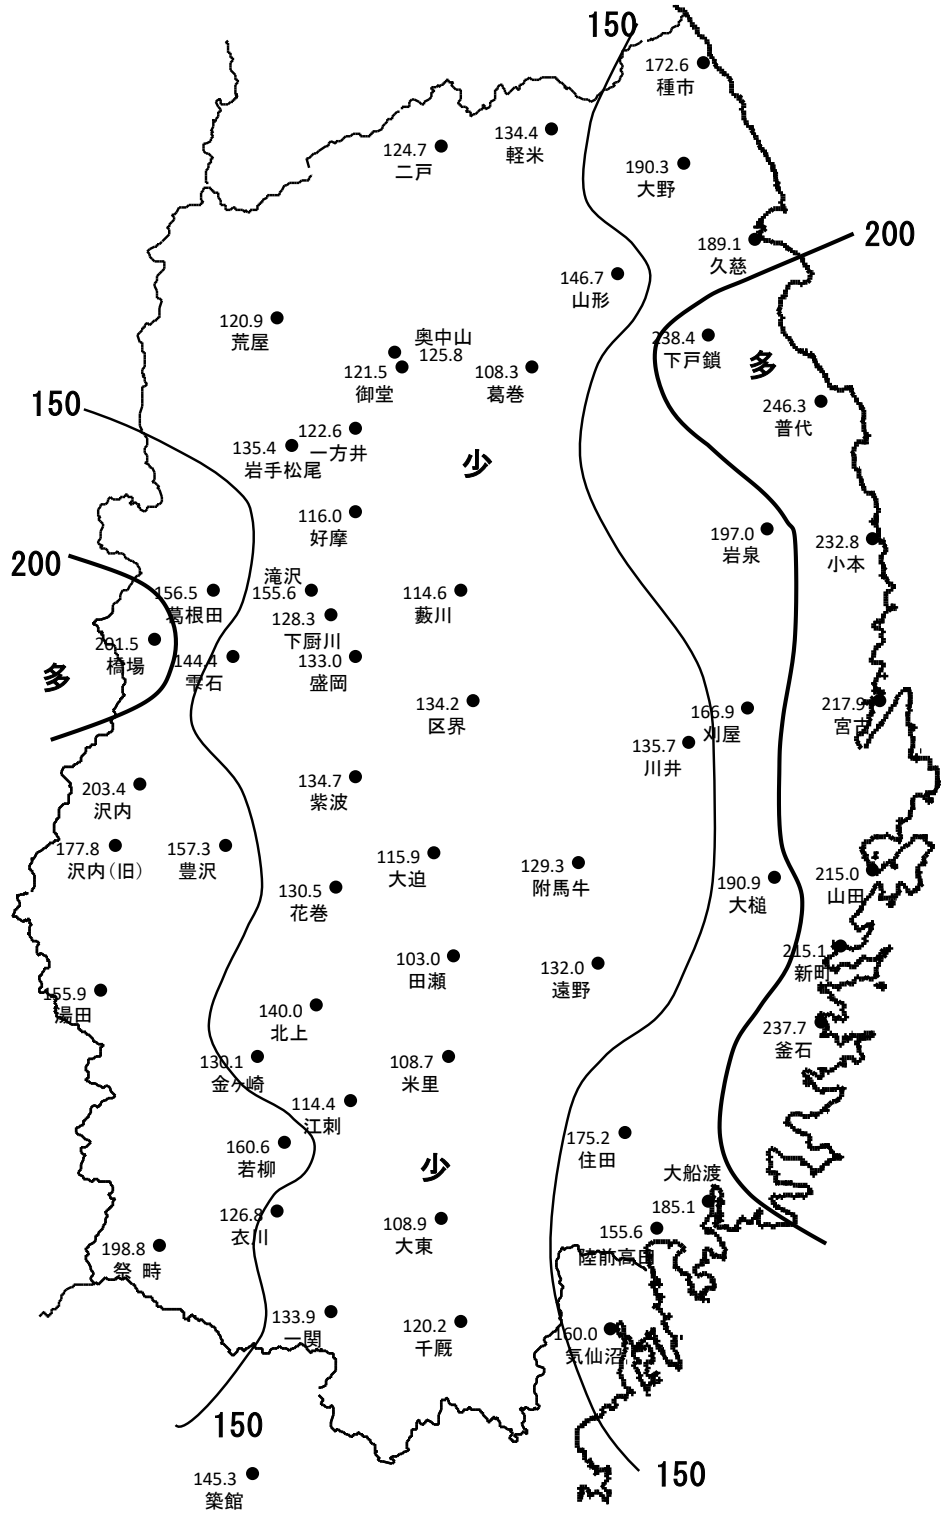 150
172.6
種市
134.4
軽米
124.7
二戸
190.3
大野
200
189.1
久慈
146.7
山形
120.9
荒屋
奥中山
125.8
238.4
下戸鎖
多
121.5
御堂
108.3
葛巻
150
246.3
普代
122.6
一方井
135.4
岩手松尾
少
116.0
好摩
197.0
岩泉
232.8
小本
200
滝沢
155.6
156.5
葛根田
114.6
藪川
128.3
下厨川
201.5
橋場
144.4
雫石
133.0
盛岡
多
134.2
区界
166.9
刈屋
217.9
宮古
135.7
川井
134.7
紫波
203.4
沢内
177.8
沢内(旧)
157.3
豊沢
115.9
大迫
129.3
附馬牛
190.9
大槌
215.0
山田
130.5
花巻
103.0
田瀬
132.0
遠野
215.1
新町
155.9
湯田
140.0
北上
237.7
釜石
130.1
金ヶ崎
108.7
米里
114.4
江刺
160.6
若柳
175.2
住田
少
大船渡
185.1
126.8
衣川
108.9
大東
155.6
陸前高田
198.8
祭 畤
133.9
一関
120.2
千厩
160.0
気仙沼
150
145.3
築館
150